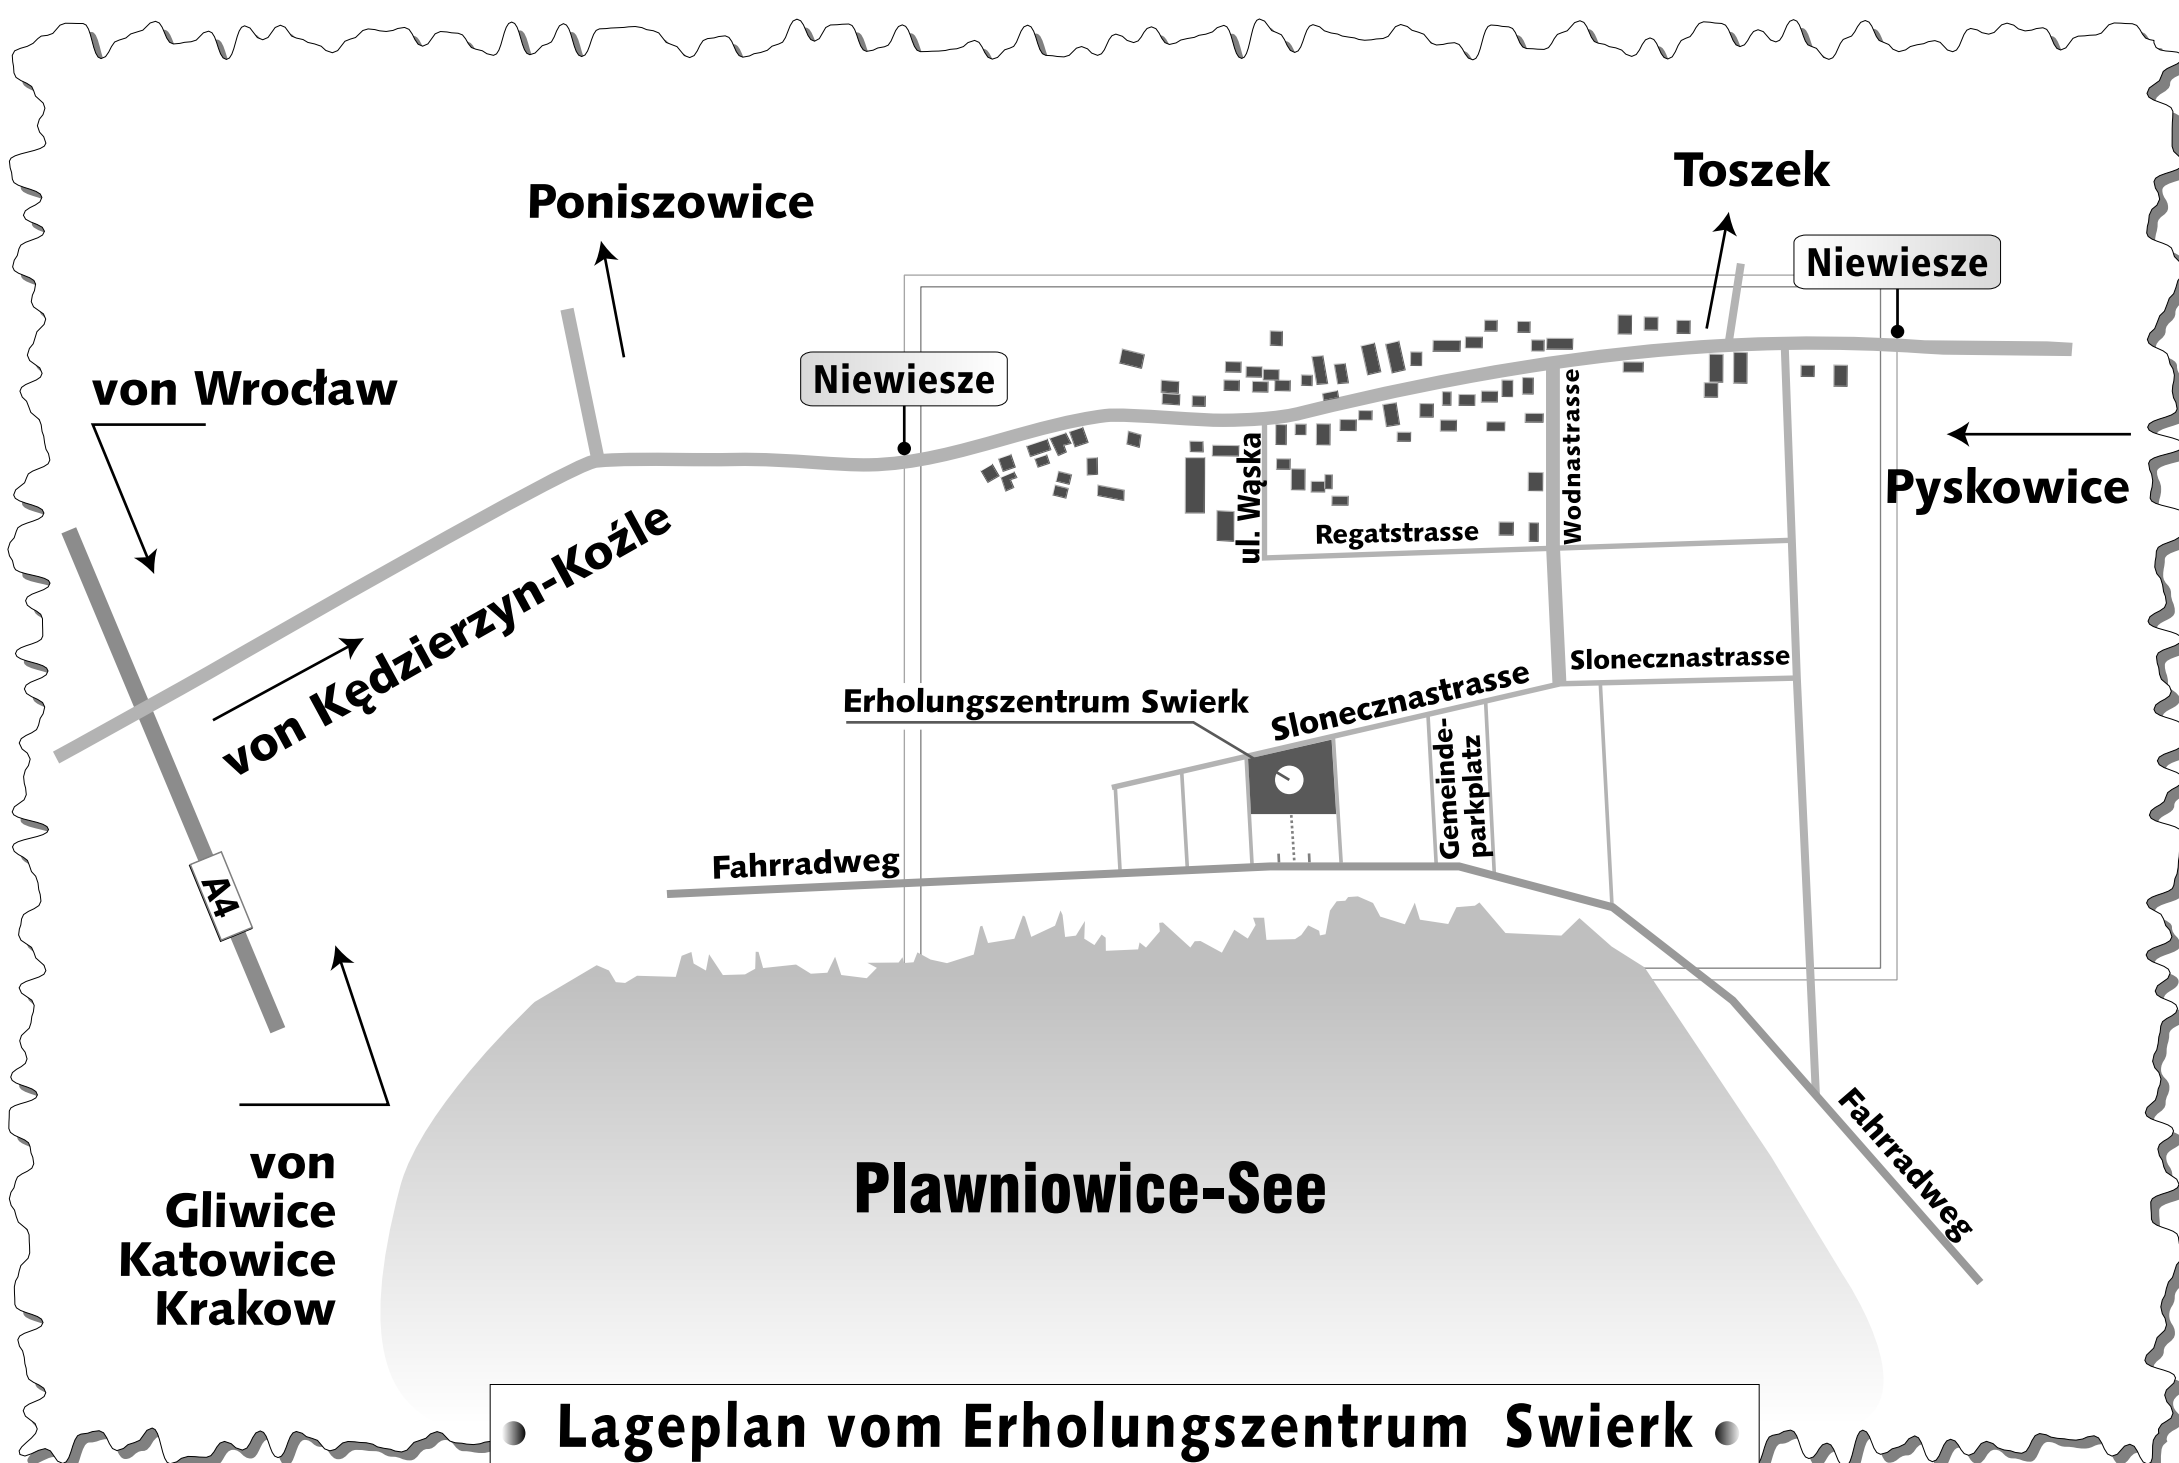 Toszek
Poniszowice
Niewiesze
Niewiesze
von Wrocław
Pyskowice
ul. Wąska
Wodnastrasse
Regatstrasse
von Kędzierzyn-Koźle
Slonecznastrasse
Slonecznastrasse
Erholungszentrum Swierk
Gemeinde-
parkplatz
Fahrradweg
A4
Fahrradweg
von
Gliwice
Katowice
Krakow
Plawniowice-See
Lageplan vom Erholungszentrum Swierk